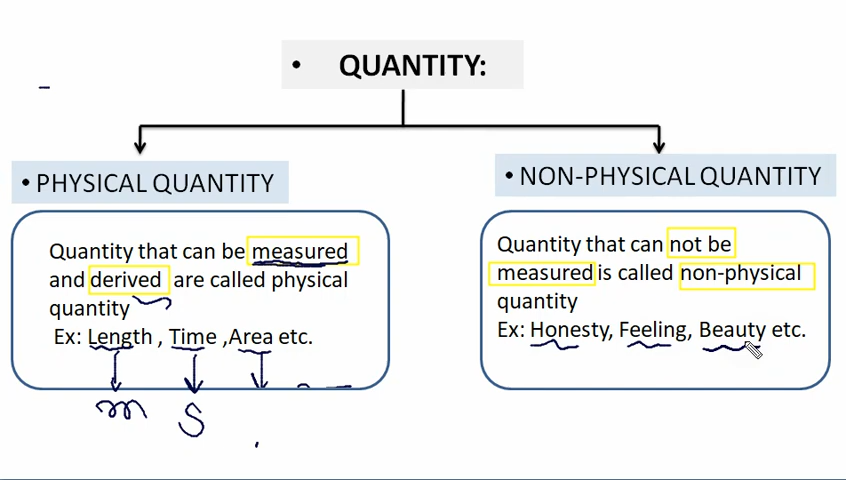 • QUANTITY:
• PHYSICAL QUANTITY
Quantity that can be measured
and derived are called physical
quantity
Ex: Length , Time ,Area etc.
m S
• NON-PHYSICAL QUANTITY
Quantity that can not be
measured is called non-physical
quantity
Ex: Honesty, Feeling, Beauty etc.